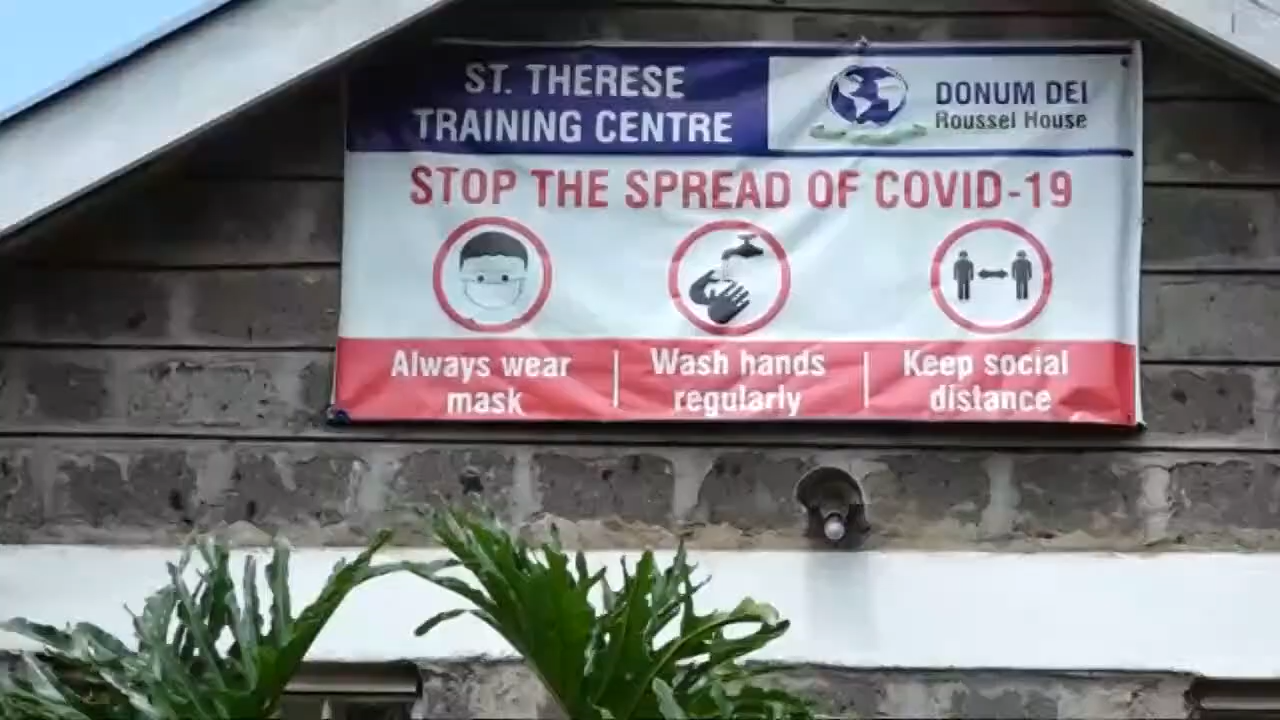 ST. THERESE
TRAINING CENTRE
DONUM DEI
Roussel House
STOP THE SPREAD OF COVID-19
Always wear
mask
Wash hands
regularly
Keep social
distance